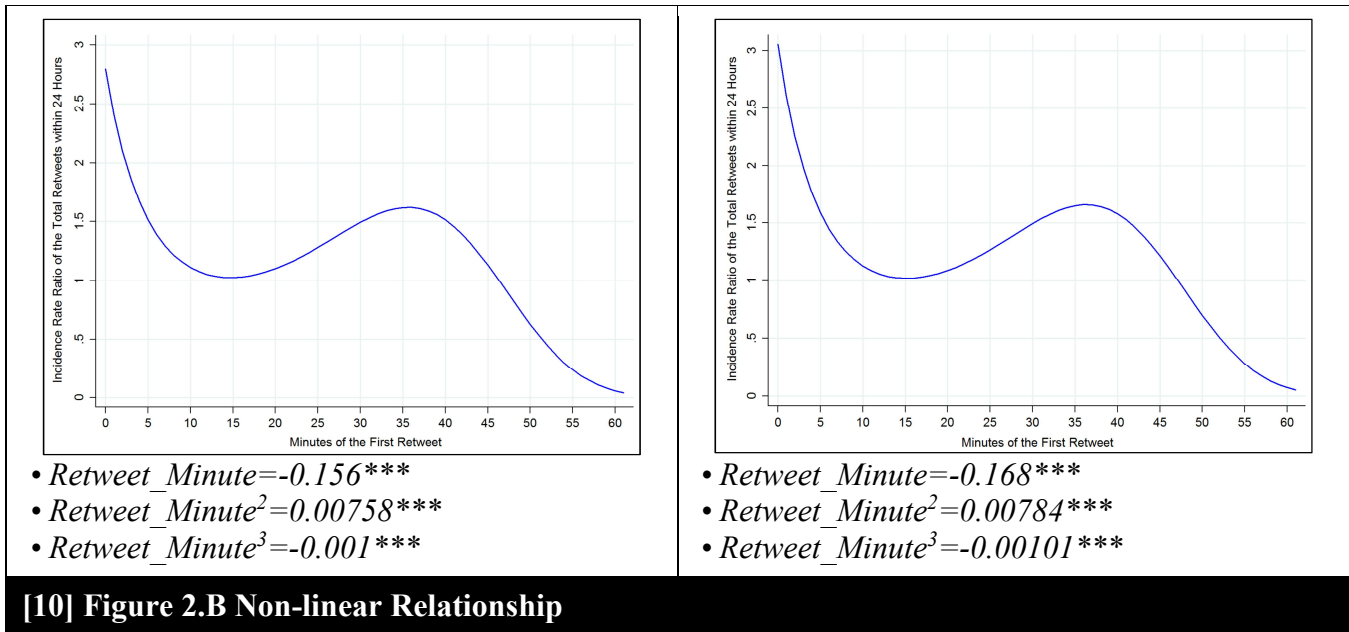 Incidence Rate Ratio of the Total Retweets within 24 Hours
3
2.5
2
1.5
1
.5
0
0 5 10 15 20 25 30 35 40 45 50 55 60
Minutes of the First Retweet
• Retweet_Minute=-0.156***
• Retweet_Minute²=0.00758***
• Retweet_Minute³=-0.001***
Incidence Rate Ratio of the Total Retweets within 24 Hours
3
2.5
2
1.5
1
.5
0
0 5 10 15 20 25 30 35 40 45 50 55 60
Minutes of the First Retweet
• Retweet_Minute=-0.168***
• Retweet_Minute²=0.00784***
• Retweet_Minute³=-0.00101***
[10] Figure 2.B Non-linear Relationship